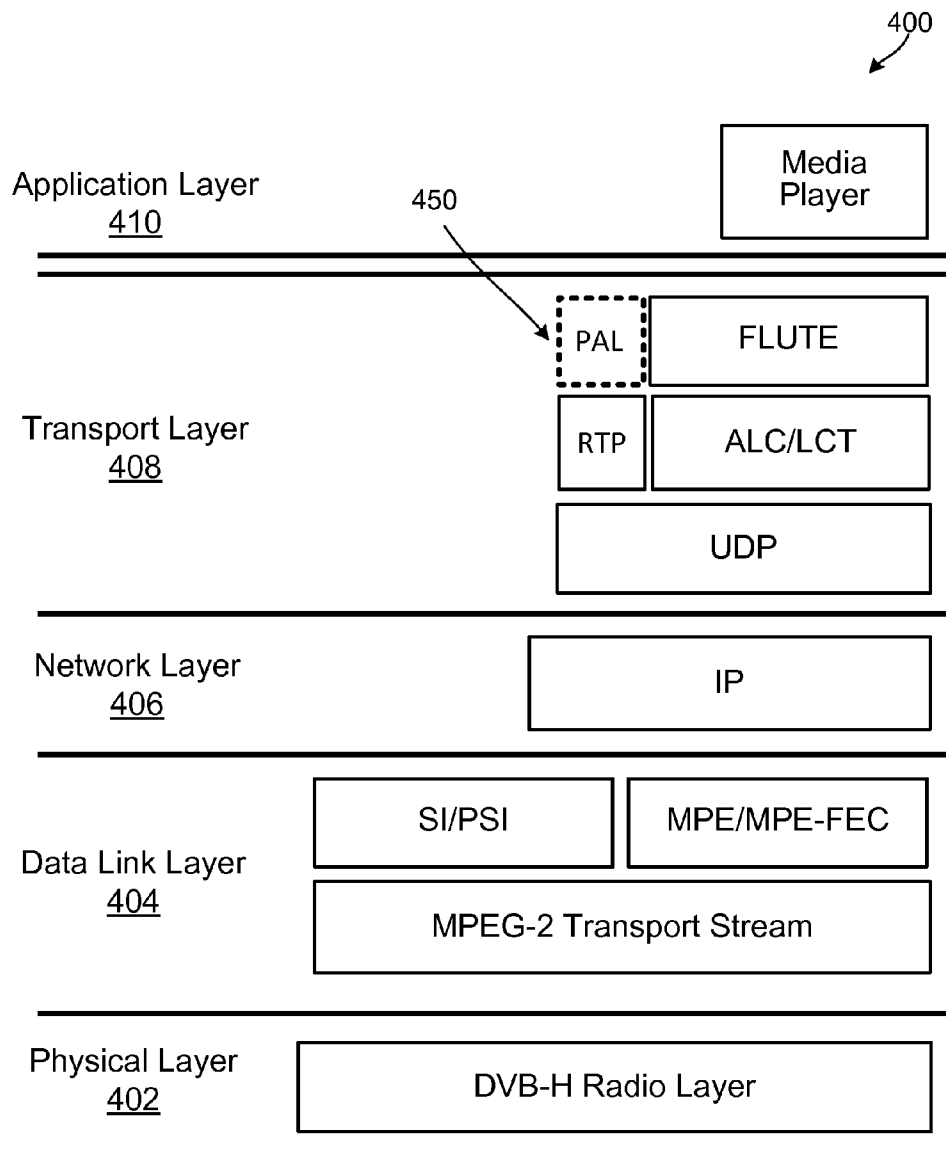 400
Media
Player
Application Layer
410
450
PAL
FLUTE
Transport Layer
408
RTP
ALC/LCT
UDP
Network Layer
406
IP
SI/PSI
MPE/MPE-FEC
Data Link Layer
404
MPEG-2 Transport Stream
Physical Layer
402
DVB-H Radio Layer